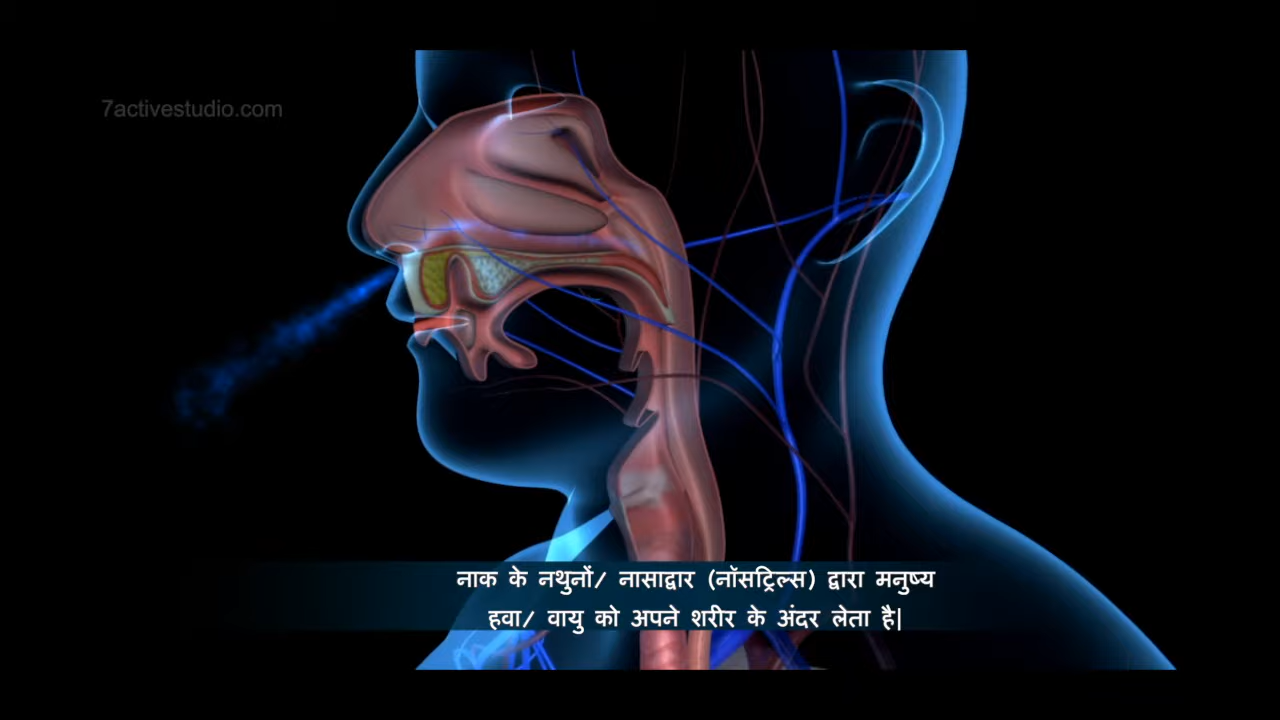 7activestudio.com
नाक के नथुनों/ नासाद्वार (नॉसट्रिल्स) द्वारा मनुष्य
हवा/ वायु को अपने शरीर के अंदर लेता है|